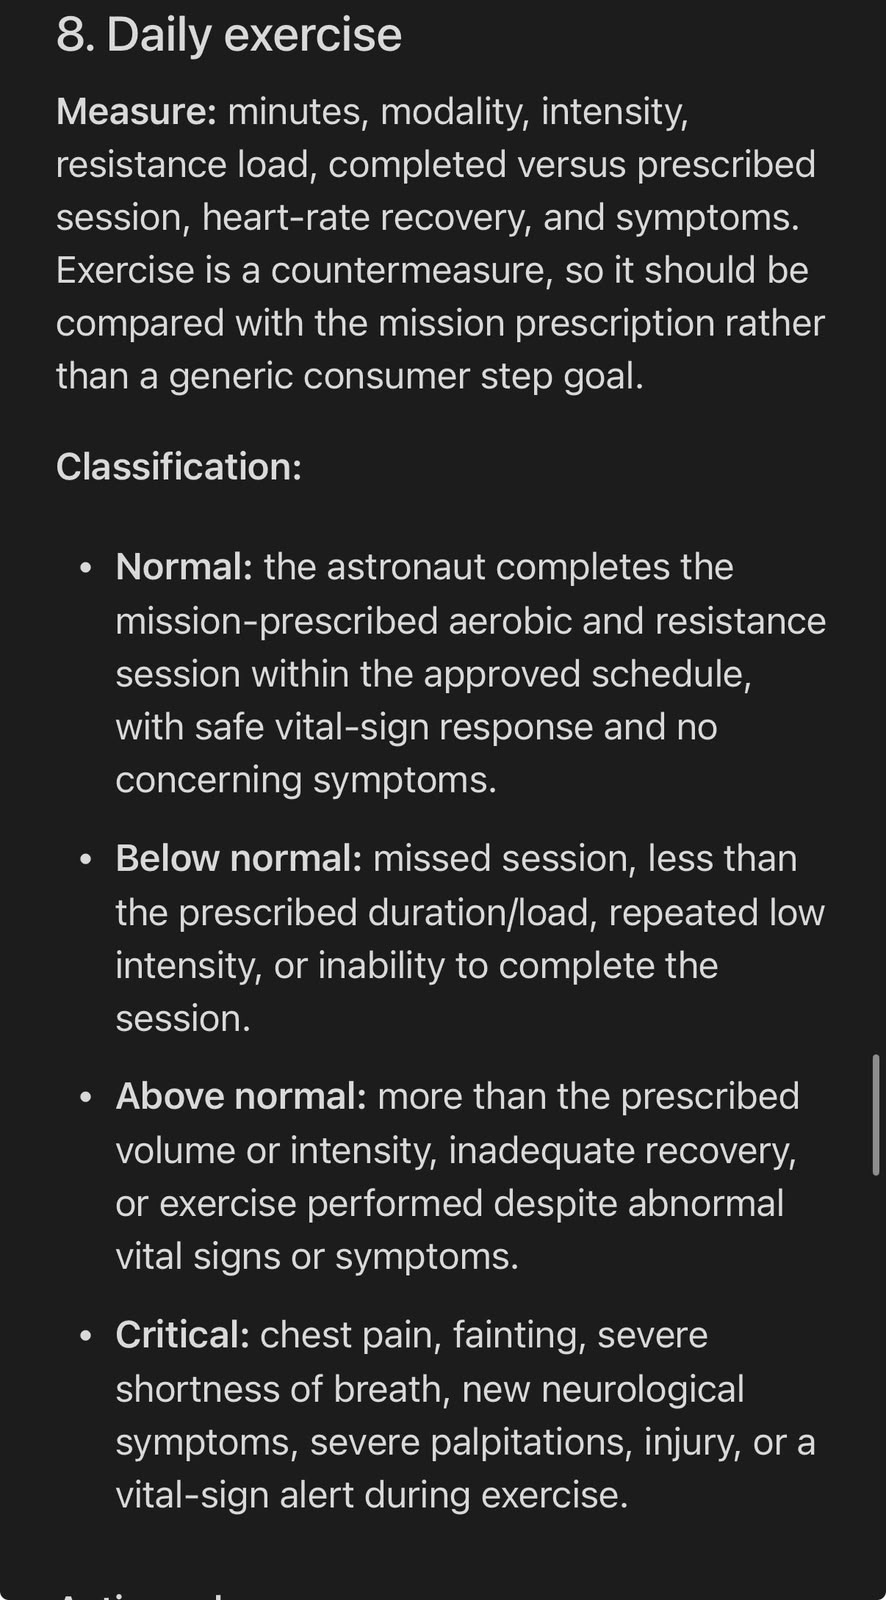 8. Daily exercise
Measure: minutes, modality, intensity,
resistance load, completed versus prescribed
session, heart-rate recovery, and symptoms.
Exercise is a countermeasure, so it should be
compared with the mission prescription rather
than a generic consumer step goal.
Classification:
• Normal: the astronaut completes the
mission-prescribed aerobic and resistance
session within the approved schedule,
with safe vital-sign response and no
concerning symptoms.
• Below normal: missed session, less than
the prescribed duration/load, repeated low
intensity, or inability to complete the
session.
• Above normal: more than the prescribed
volume or intensity, inadequate recovery,
or exercise performed despite abnormal
vital signs or symptoms.
• Critical: chest pain, fainting, severe
shortness of breath, new neurological
symptoms, severe palpitations, injury, or a
vital-sign alert during exercise.